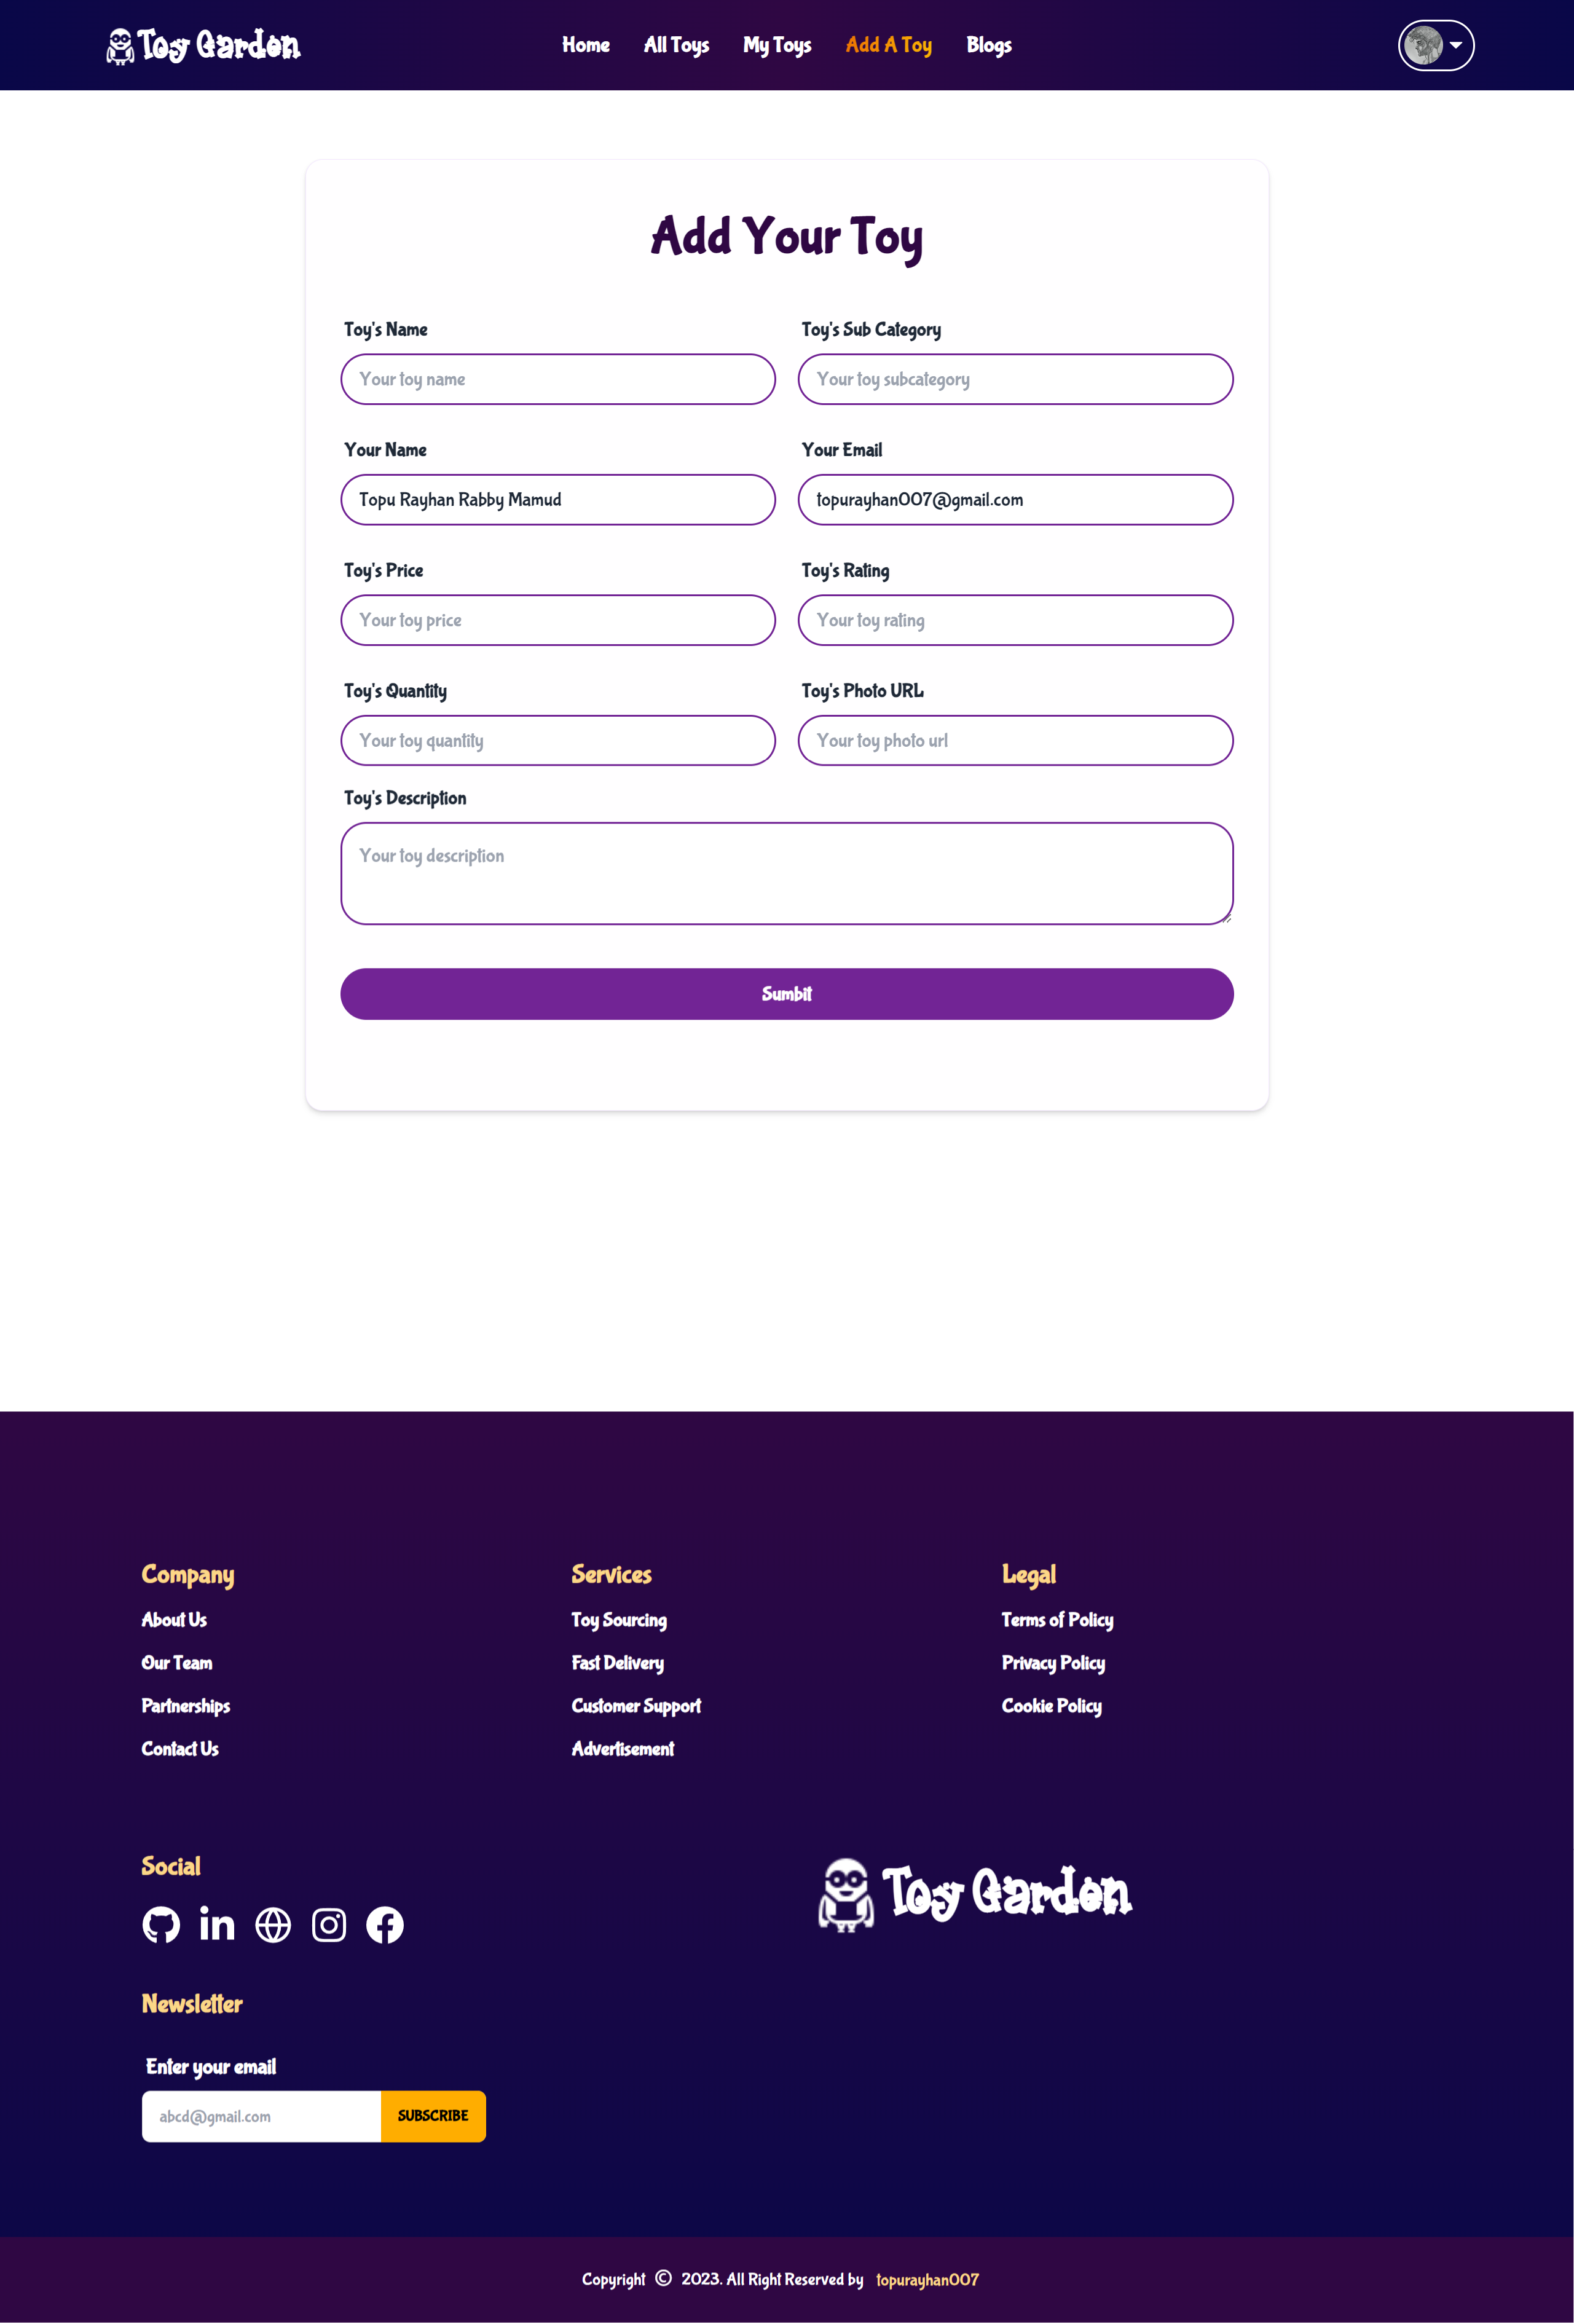 Toy Garden
Home All Toys My Toys Add A Toy Blogs
Add Your Toy
Toy's Name Toy's Sub Category
Your toy name Your toy subcategory
Your Name Your Email
Topu Rayhan Rabby Mamud topurayhan007@gmail.com
Toy's Price Toy's Rating
Your toy price Your toy rating
Toy's Quantity Toy's Photo URL
Your toy quantity Your toy photo url
Toy's Description
Your toy description
Sumbit
Company Services Legal
About Us Toy Sourcing Terms of Policy
Our Team Fast Delivery Privacy Policy
Partnerships Customer Support Cookie Policy
Contact Us Advertisement
Social
Toy Garden
Newsletter
Enter your email
abcd@gmail.com SUBSCRIBE
Copyright © 2023. All Right Reserved by topurayhan007